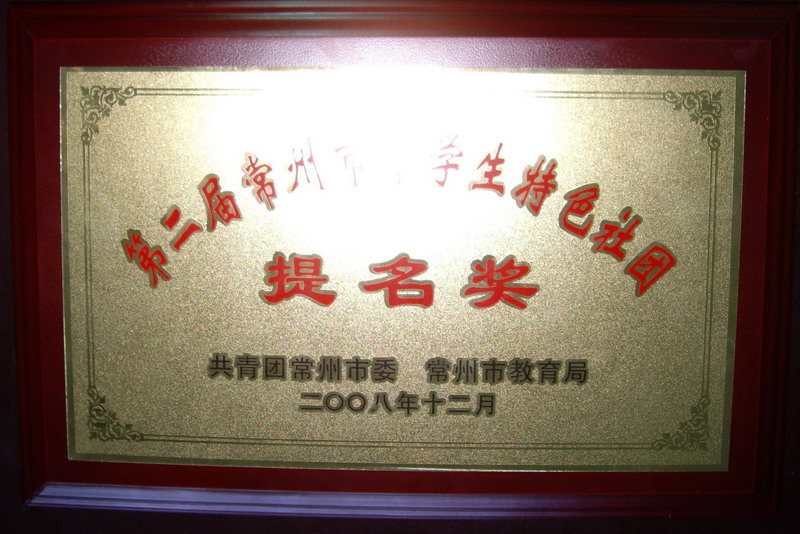 第二届常州市中学生特色社团
提名奖
共青团常州市委 常州市教育局
二〇〇八年十二月